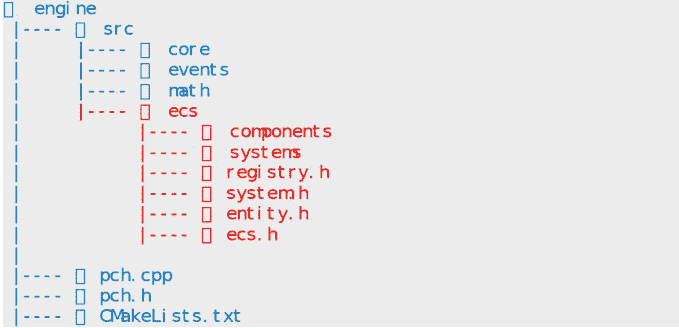 ▯ engine
|---- ▯ src
| |---- ▯ core
| |---- ▯ events
| |---- ▯ math
| |---- ▯ ecs
| |---- ▯ components
| |---- ▯ systems
| |---- ▯ registry.h
| |---- ▯ system.h
| |---- ▯ entity.h
| |---- ▯ ecs.h
|
|---- ▯ pch.cpp
|---- ▯ pch.h
|---- ▯ CMakeLists.txt